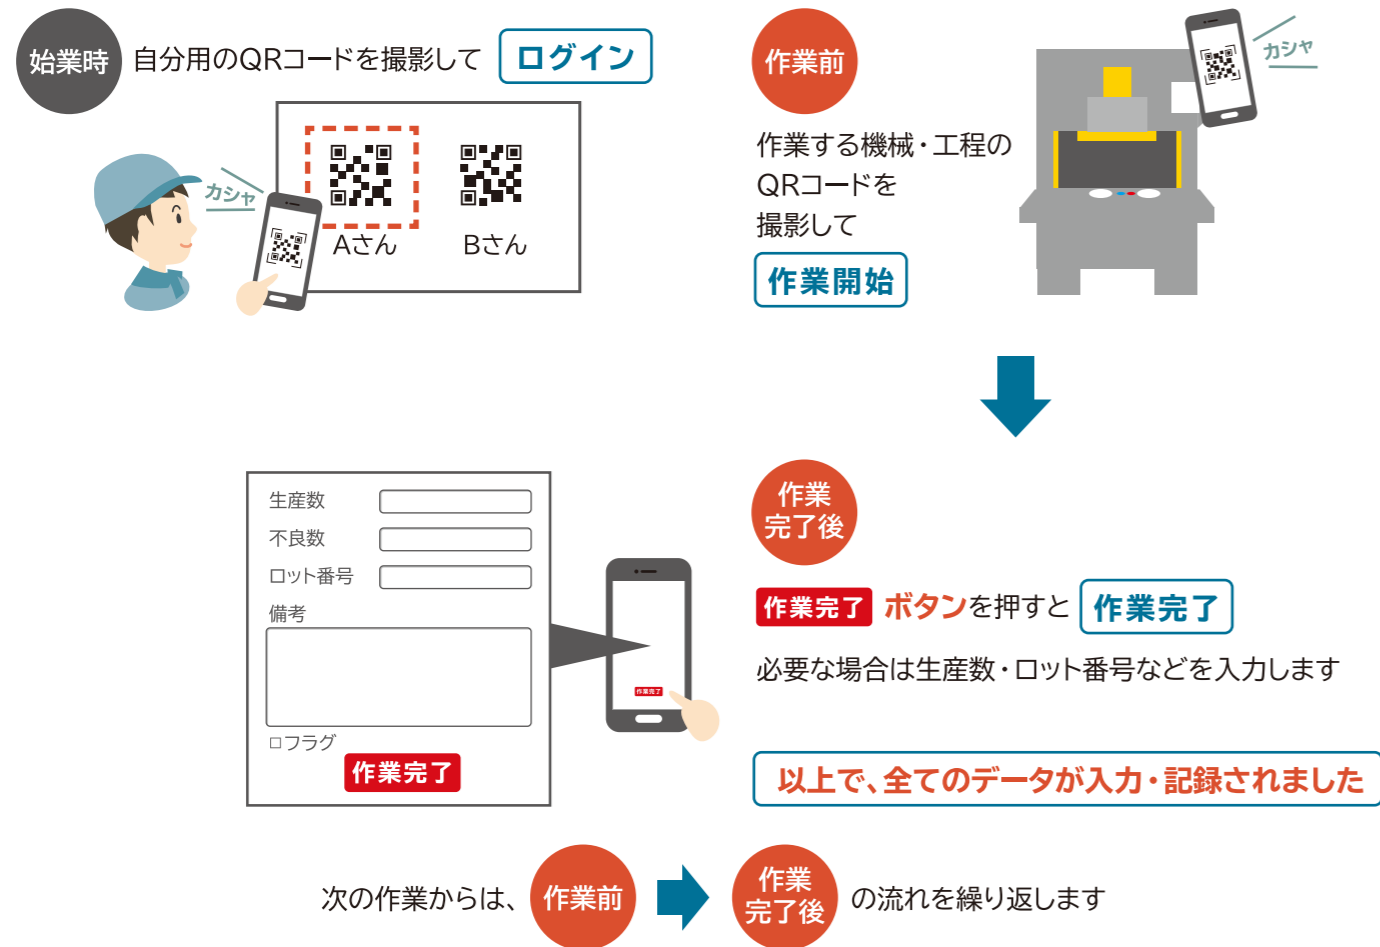 始業時
自分用のQRコードを撮影して
ログイン
カシャ
Aさん
Bさん
作業前
作業する機械・工程の
QRコードを
撮影して
作業開始
カシャ
生産数
不良数
ロット番号
備考
□フラグ
作業完了
作業完了
作業
完了後
作業完了 ボタンを押すと 作業完了
必要な場合は生産数・ロット番号などを入力します
以上で、全てのデータが入力・記録されました
次の作業からは、 作業前
作業
完了後
の流れを繰り返します